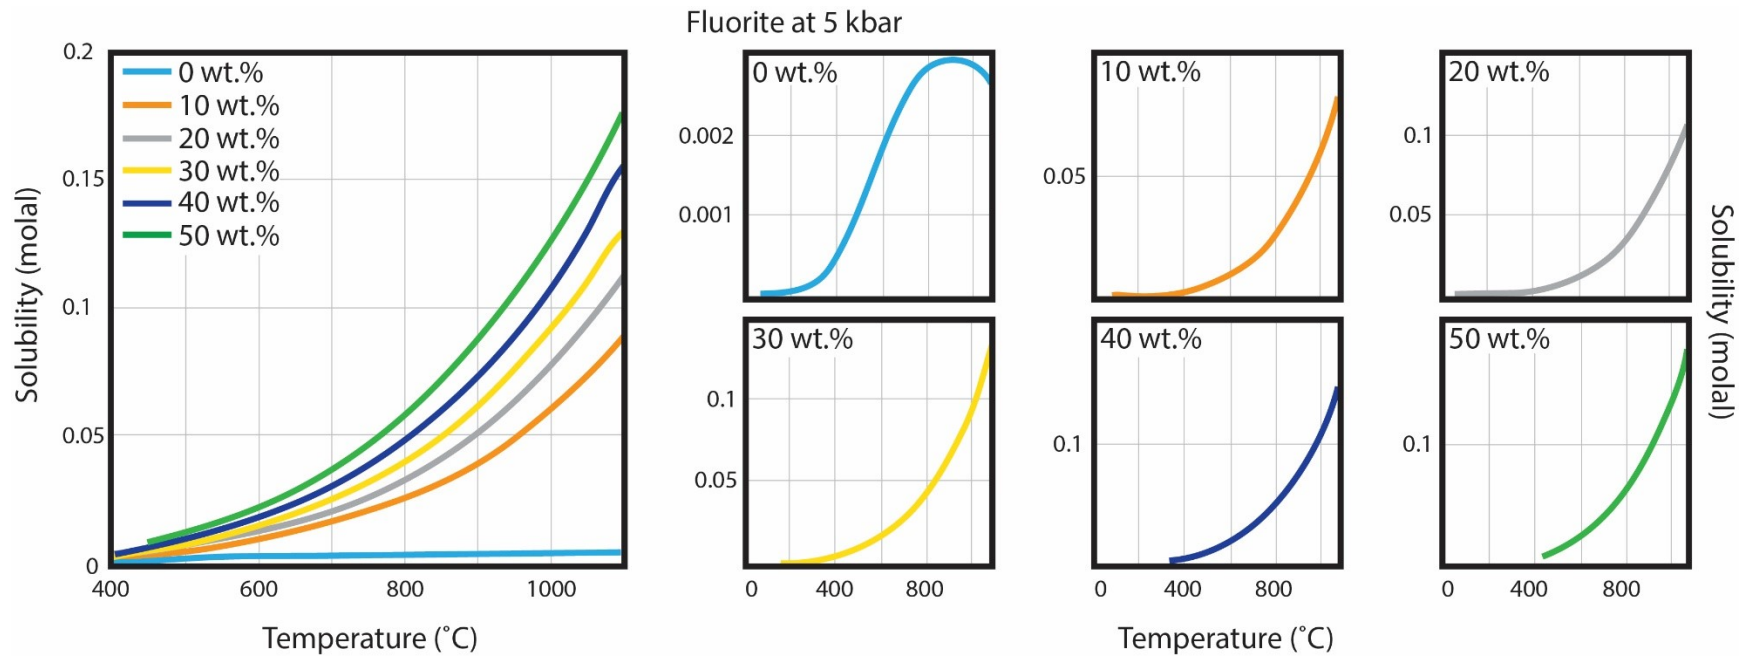 Fluorite at 5 kbar
Solubility (molal)
0.2
0.15
0.1
0.05
0
400
600
800
1000
Temperature (˚C)
0 wt.%
10 wt.%
20 wt.%
30 wt.%
40 wt.%
50 wt.%
0 wt.%
0.002
0.001
10 wt.%
0.05
20 wt.%
0.1
0.05
30 wt.%
0.1
0.05
0
400
800
40 wt.%
0.1
0
400
800
50 wt.%
0.1
0
400
800
Temperature (˚C)
Solubility (molal)